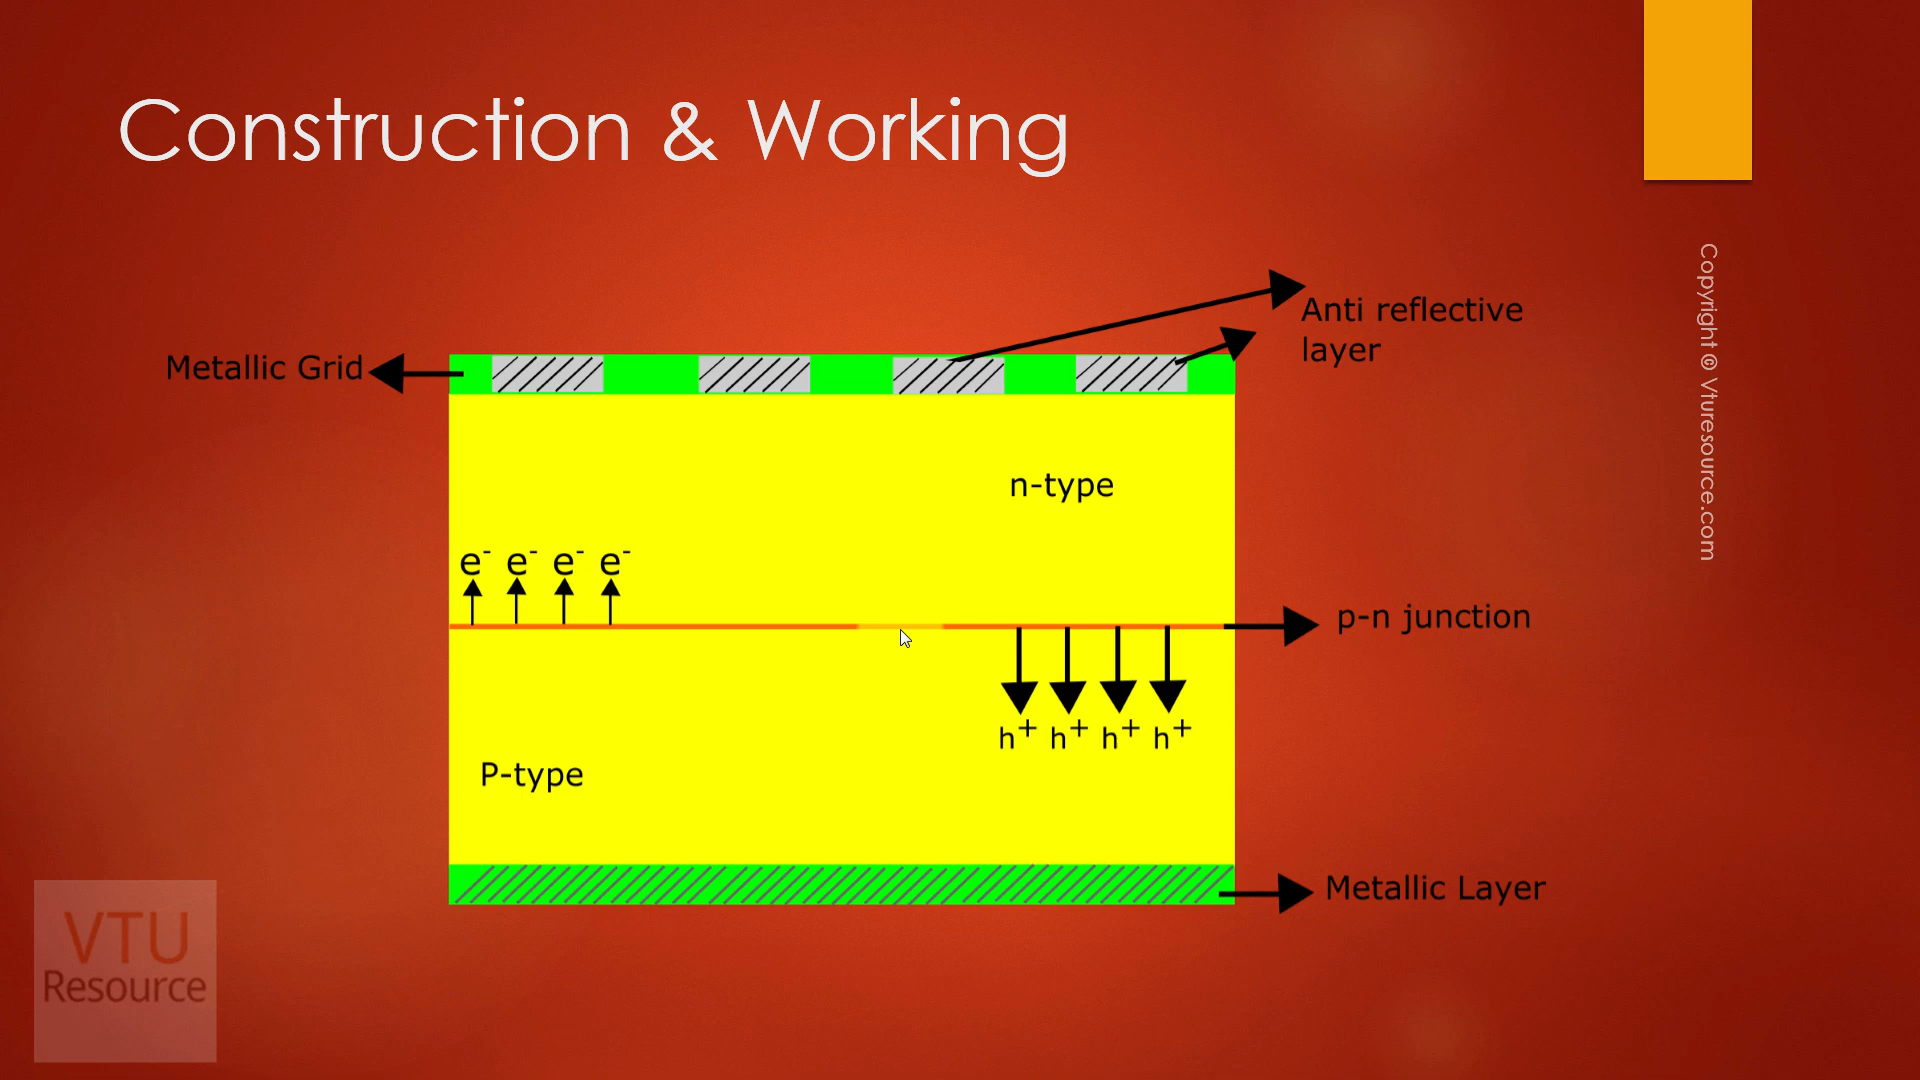 Construction & Working
Copyright © Vturesource.com
Anti reflective
layer
Metallic Grid
n-type
e- e- e- e-
p-n junction
h+ h+ h+ h+
P-type
Metallic Layer
VTU
Resource